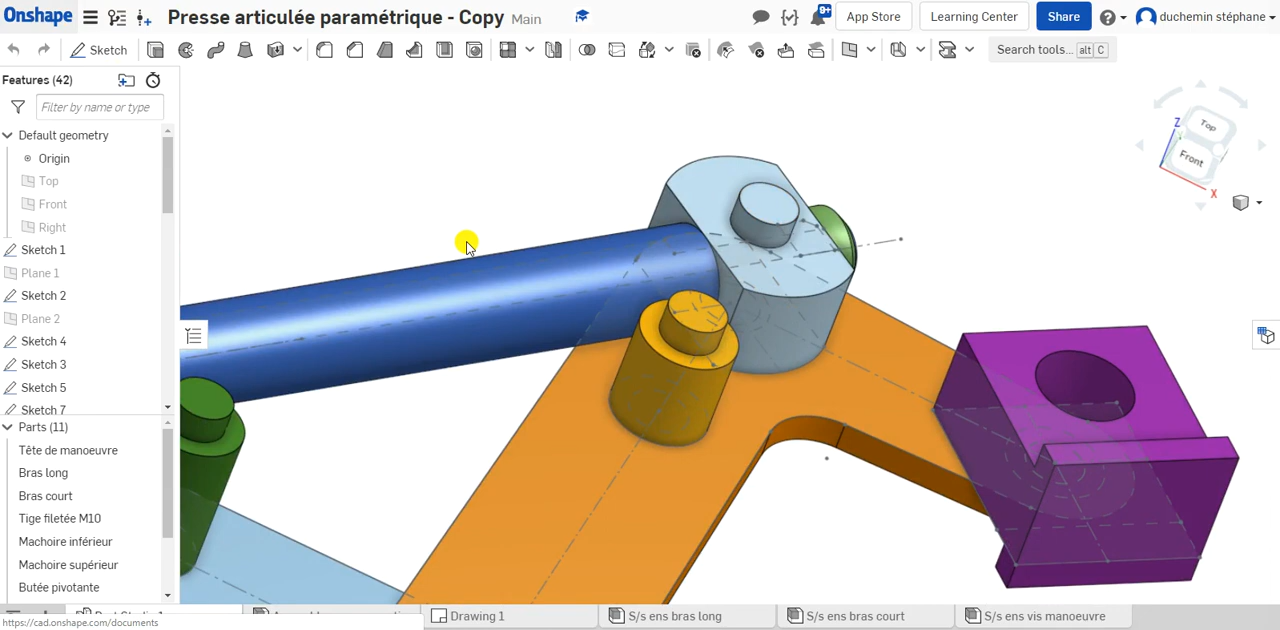 Onshape Presse articulée paramétrique - Copy Main 9+ App Store Learning Center Share duchemin stéphane
Sketch Search tools... alt C
Features (42)
Filter by name or type
Default geometry
Origin
Top
Front
Right
Sketch 1
Plane 1
Sketch 2
Plane 2
Sketch 4
Sketch 3
Sketch 5
Sketch 7
Parts (11)
Tête de manoeuvre
Bras long
Bras court
Tige filetée M10
Machoire inférieur
Machoire supérieur
Butée pivotante
Top
Front
Z
X
Drawing 1 S/s ens bras long S/s ens bras court S/s ens vis manoeuvre
https://cad.onshape.com/documents